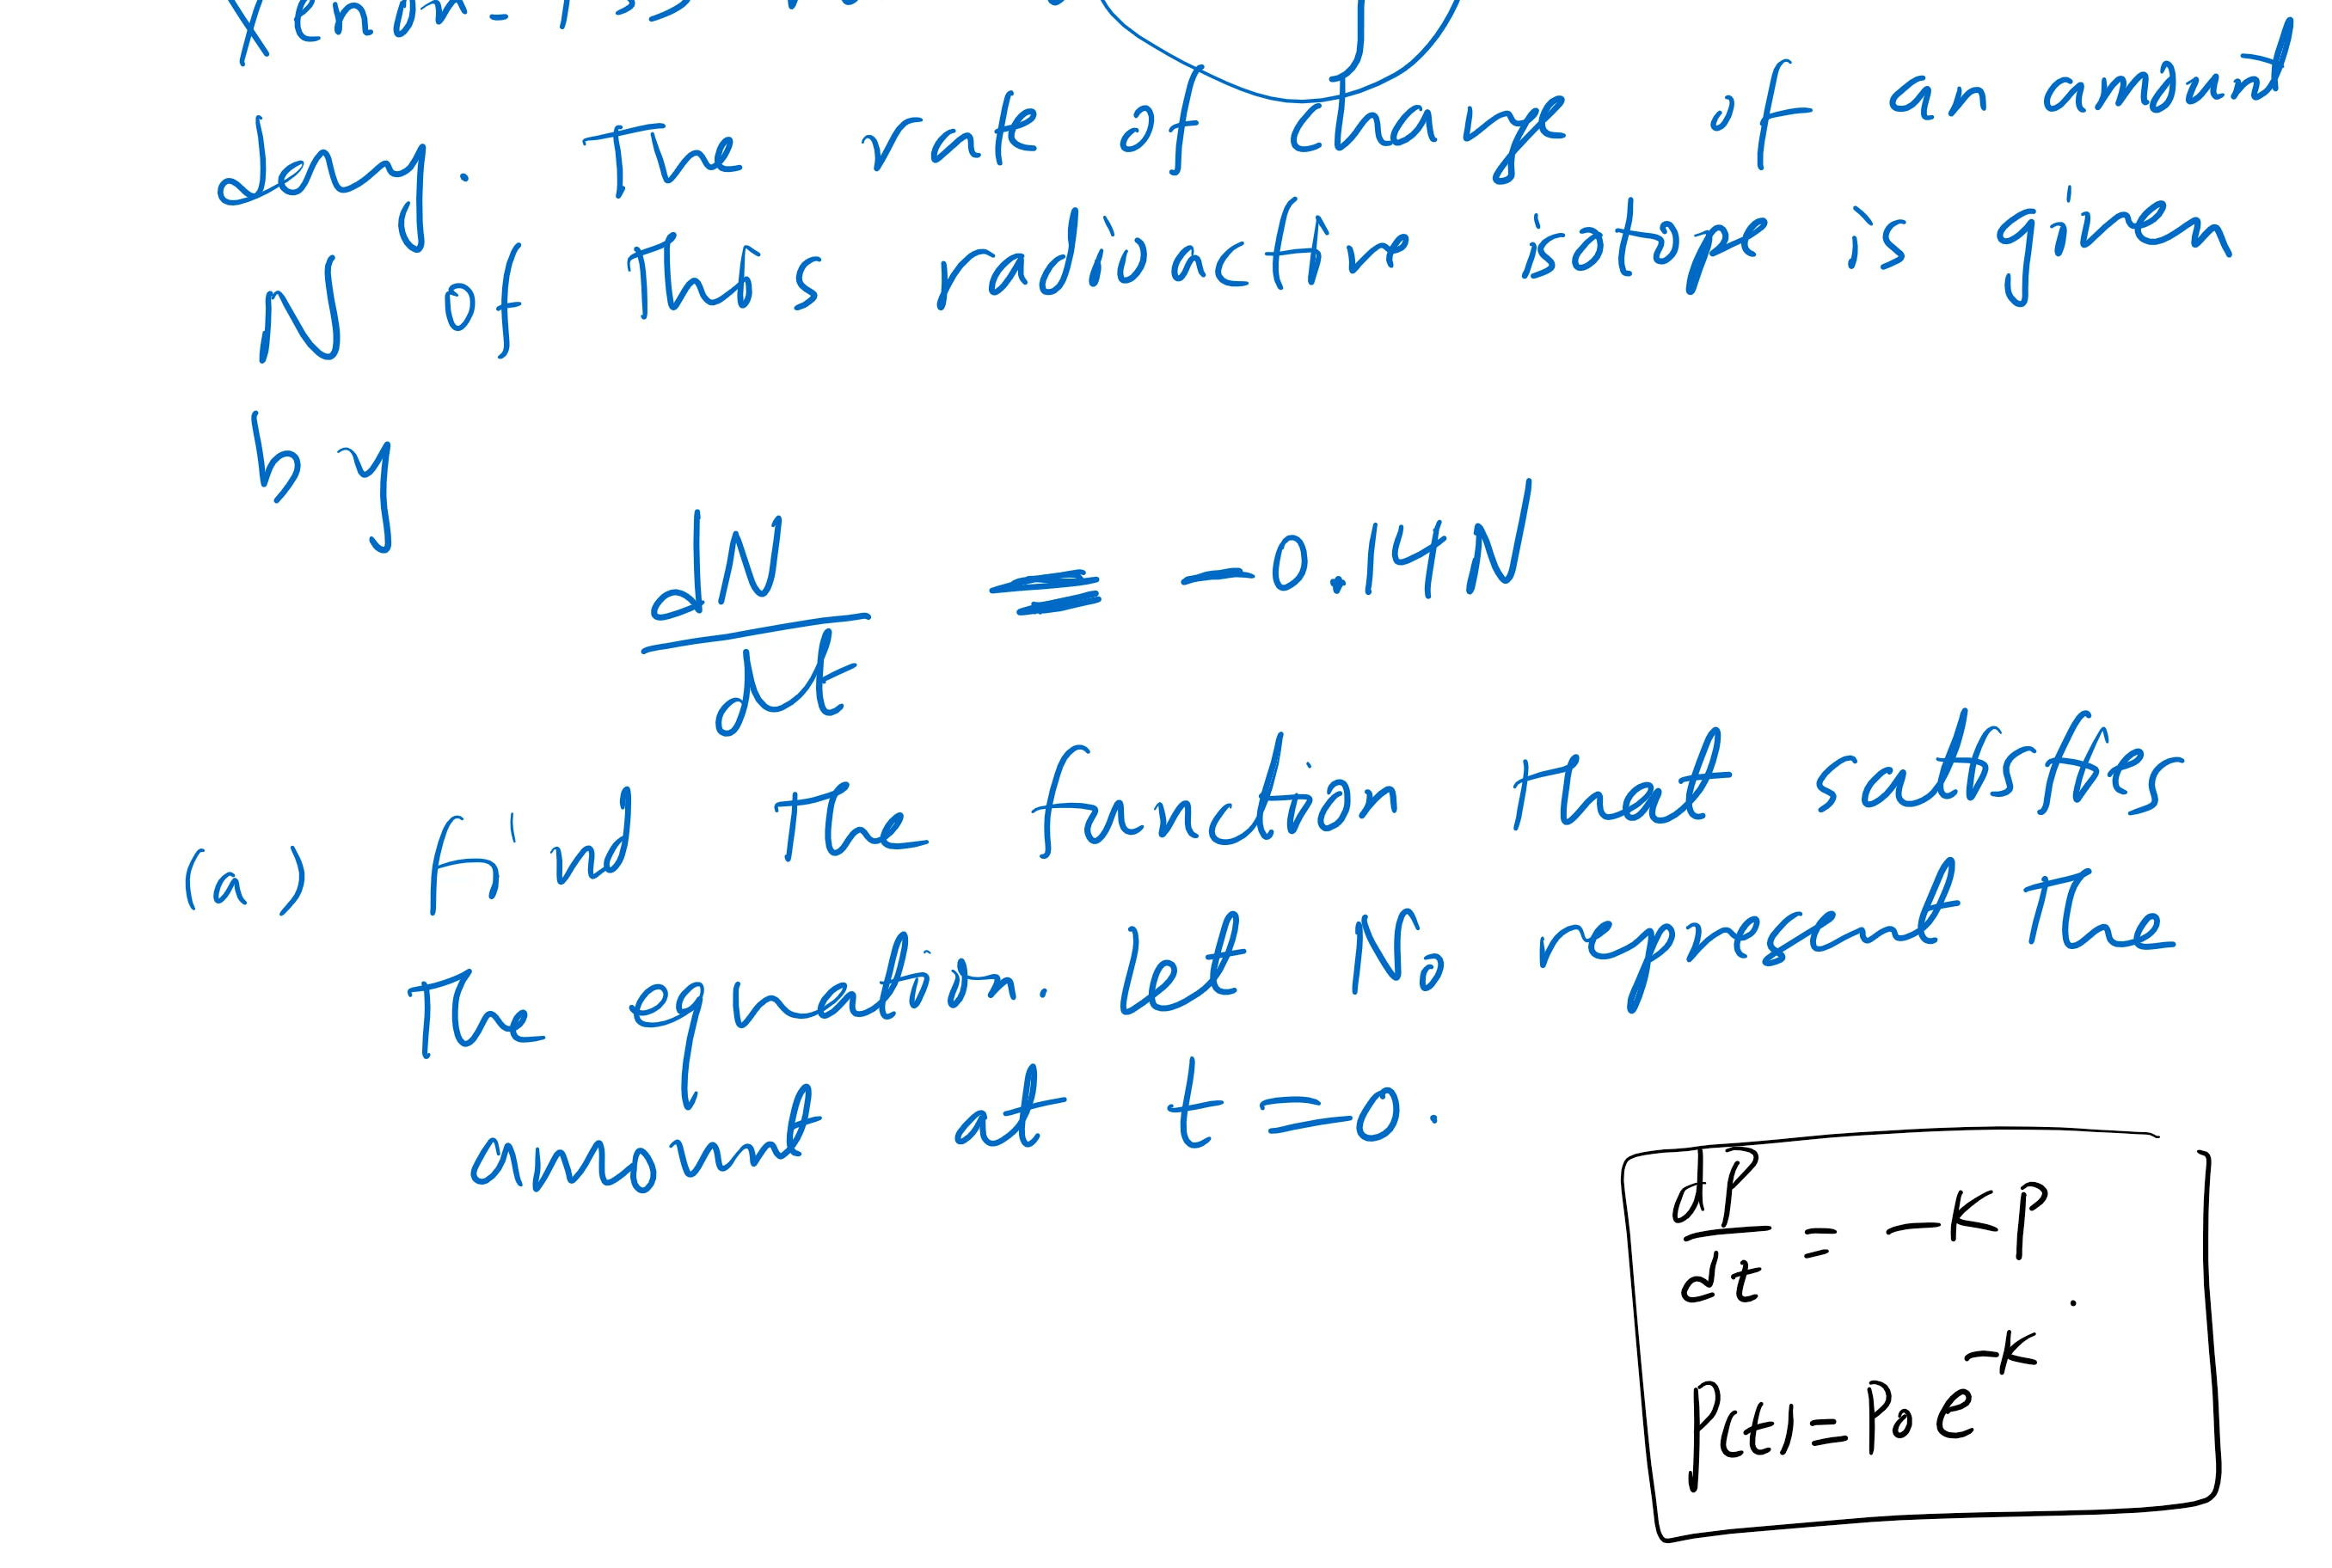 day. The rate of change of an amount
N of This radioactive isotope is given
by
dN/dt = -0.14N
(a) find The function that satisfies
The equation. Let N₀ represent The
amount at t=0.
dP/dt = -KP
P(t) = P₀ e^-K